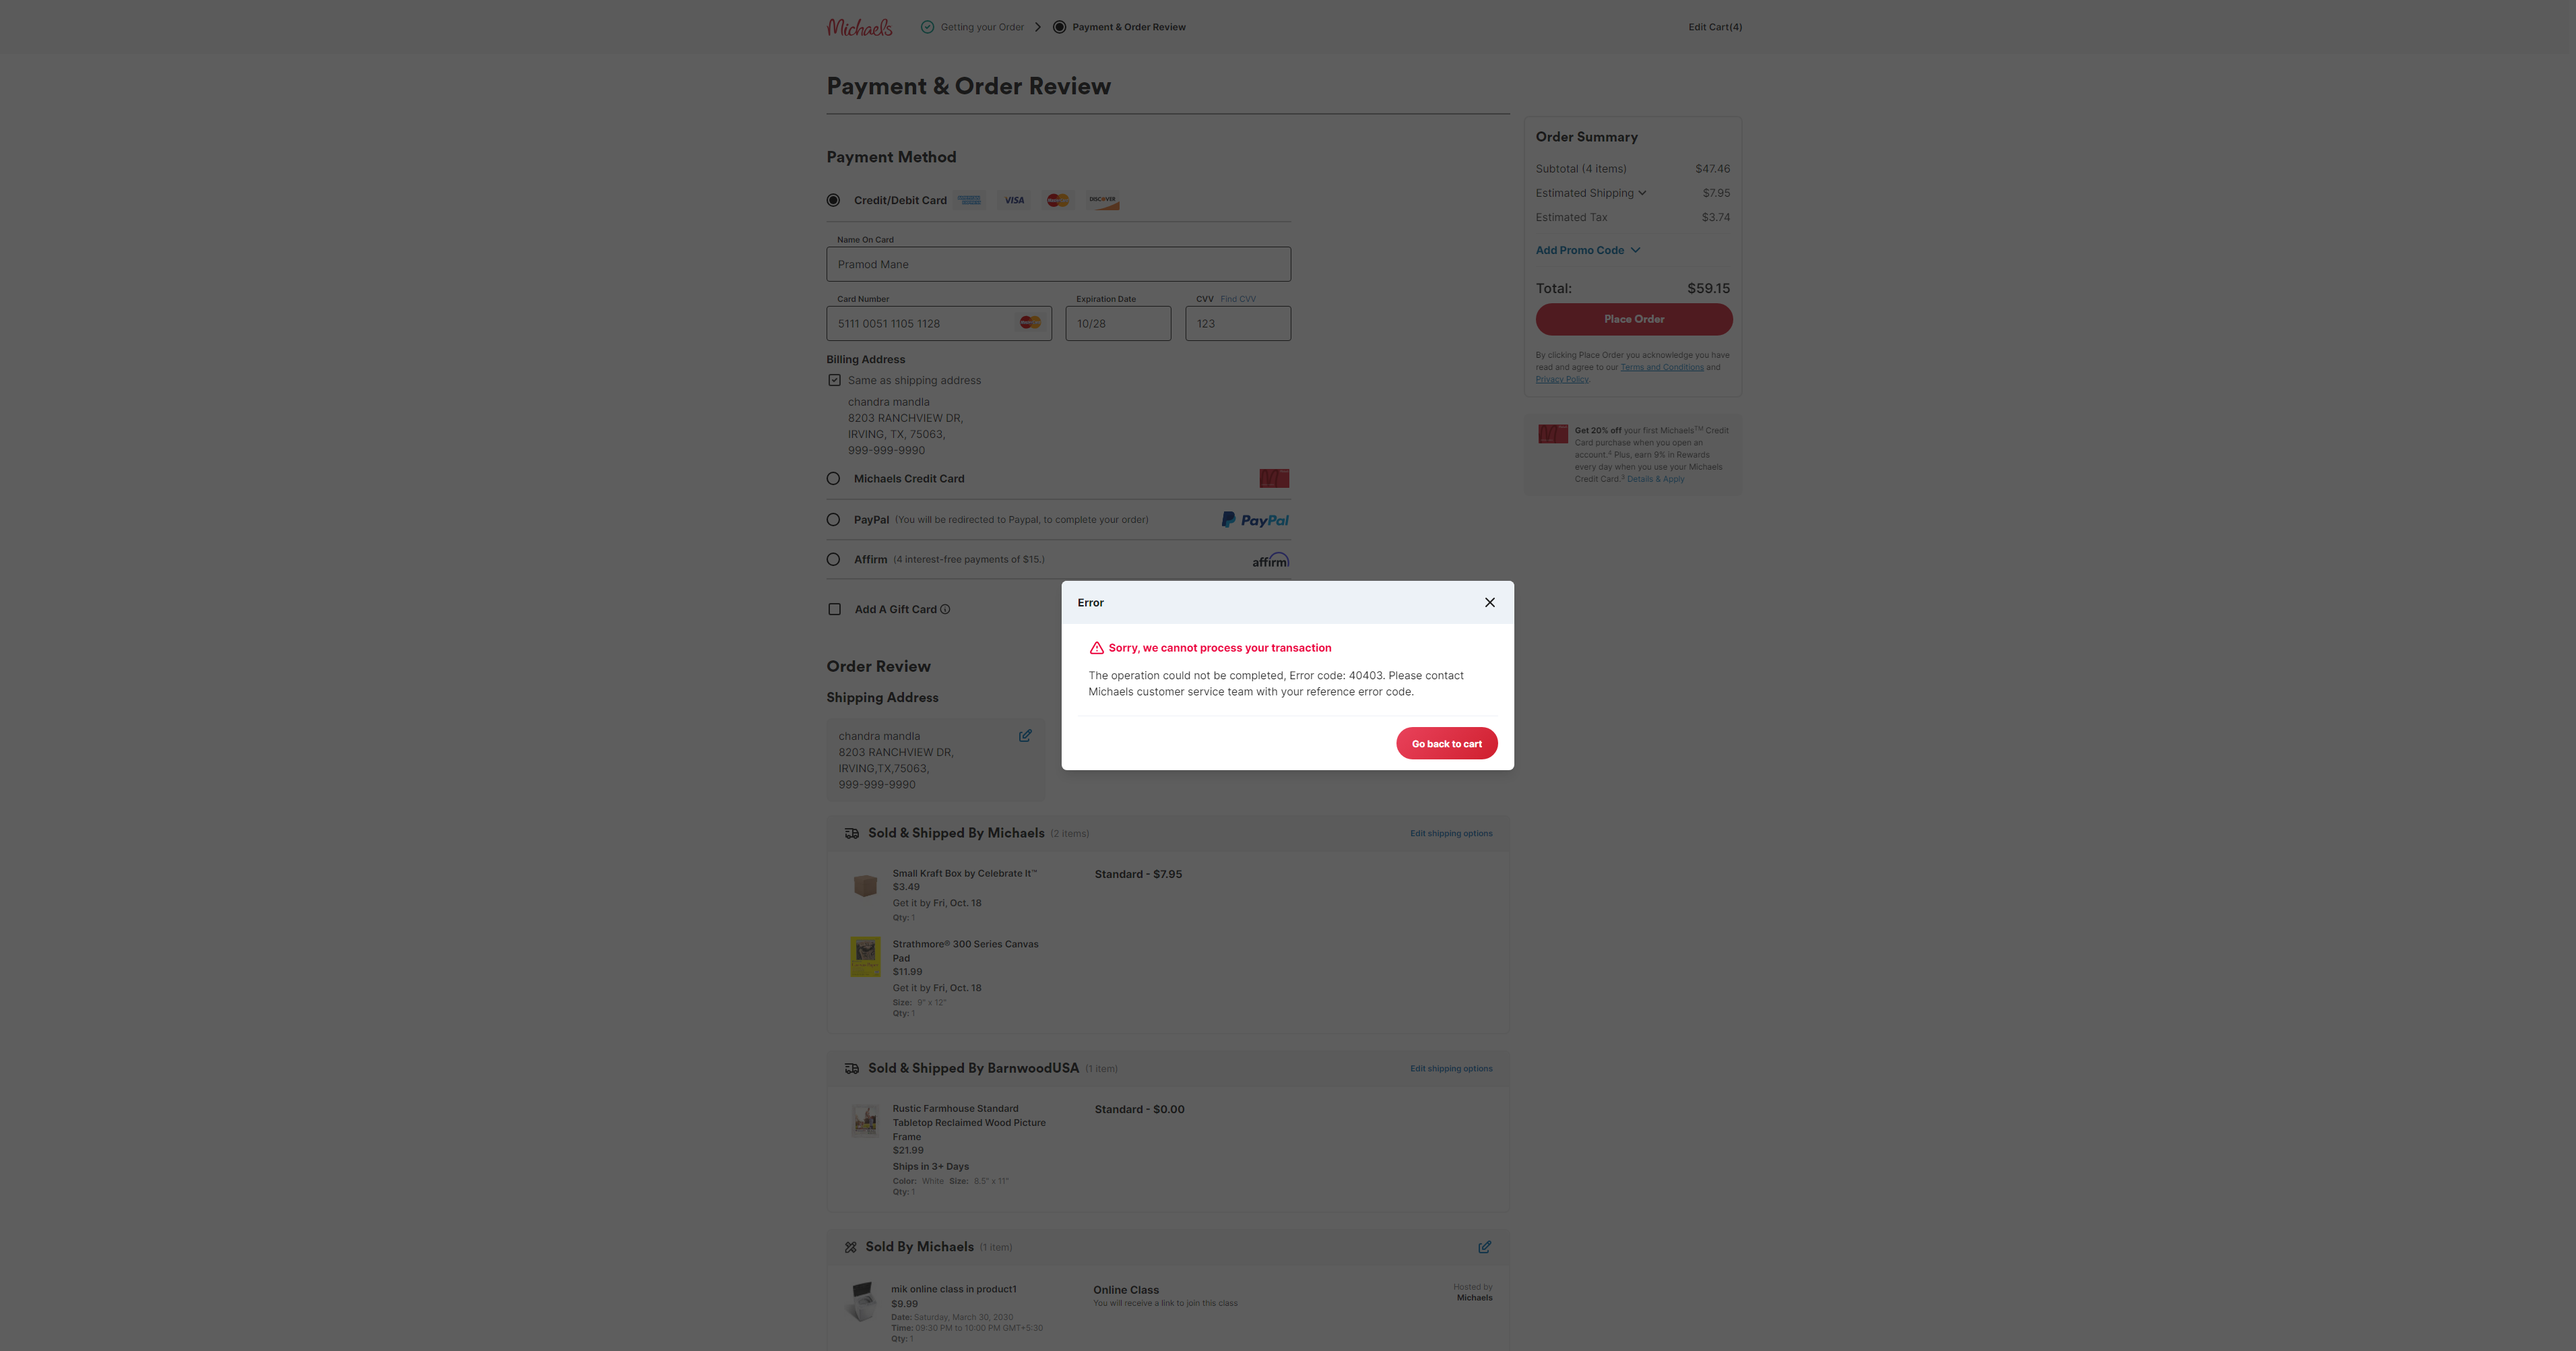 Michaels
Getting your Order
Payment & Order Review
Edit Cart(4)
Payment & Order Review
Payment Method
Credit/Debit Card
VISA
DISCOVER
Name On Card
Pramod Mane
Card Number
Expiration Date
CVV Find CVV
5111 0051 1105 1128
10/28
123
Billing Address
Same as shipping address
chandra mandla
8203 RANCHVIEW DR,
IRVING, TX, 75063,
999-999-9990
Michaels Credit Card
PayPal (You will be redirected to Paypal, to complete your order)
PayPal
Affirm (4 interest-free payments of $15.)
affirm
Add A Gift Card
Order Summary
Subtotal (4 items) $47.46
Estimated Shipping $7.95
Estimated Tax $3.74
Add Promo Code
Total: $59.15
Place Order
By clicking Place Order you acknowledge you have
read and agree to our Terms and Conditions and
Privacy Policy.
Get 20% off your first Michaels™ Credit
Card purchase when you open an
account.⁴ Plus, earn 9% in Rewards
every day when you use your Michaels
Credit Card.² Details & Apply
Error
Sorry, we cannot process your transaction
The operation could not be completed, Error code: 40403. Please contact
Michaels customer service team with your reference error code.
Go back to cart
Order Review
Shipping Address
chandra mandla
8203 RANCHVIEW DR,
IRVING,TX,75063,
999-999-9990
Sold & Shipped By Michaels (2 items)
Edit shipping options
Small Kraft Box by Celebrate It™
$3.49
Get it by Fri, Oct. 18
Qty: 1
Standard - $7.95
Strathmore® 300 Series Canvas
Pad
$11.99
Get it by Fri, Oct. 18
Size: 9" x 12"
Qty: 1
Sold & Shipped By BarnwoodUSA (1 item)
Edit shipping options
Rustic Farmhouse Standard
Tabletop Reclaimed Wood Picture
Frame
$21.99
Ships in 3+ Days
Color: White Size: 8.5" x 11"
Qty: 1
Standard - $0.00
Sold By Michaels (1 item)
mik online class in product1
$9.99
Date: Saturday, March 30, 2030
Time: 09:30 PM to 10:00 PM GMT+5:30
Qty: 1
Online Class
You will receive a link to join this class
Hosted by
Michaels